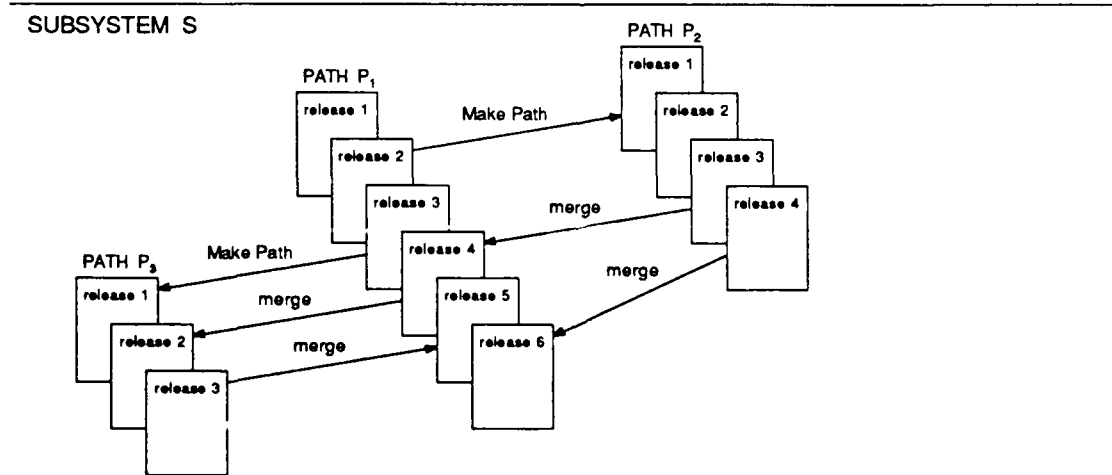 SUBSYSTEM S
PATH P₁
release 1
release 2
release 3
release 4
release 5
release 6
Make Path
PATH P₂
release 1
release 2
release 3
release 4
merge
merge
Make Path
PATH P₃
release 1
release 2
release 3
merge
merge